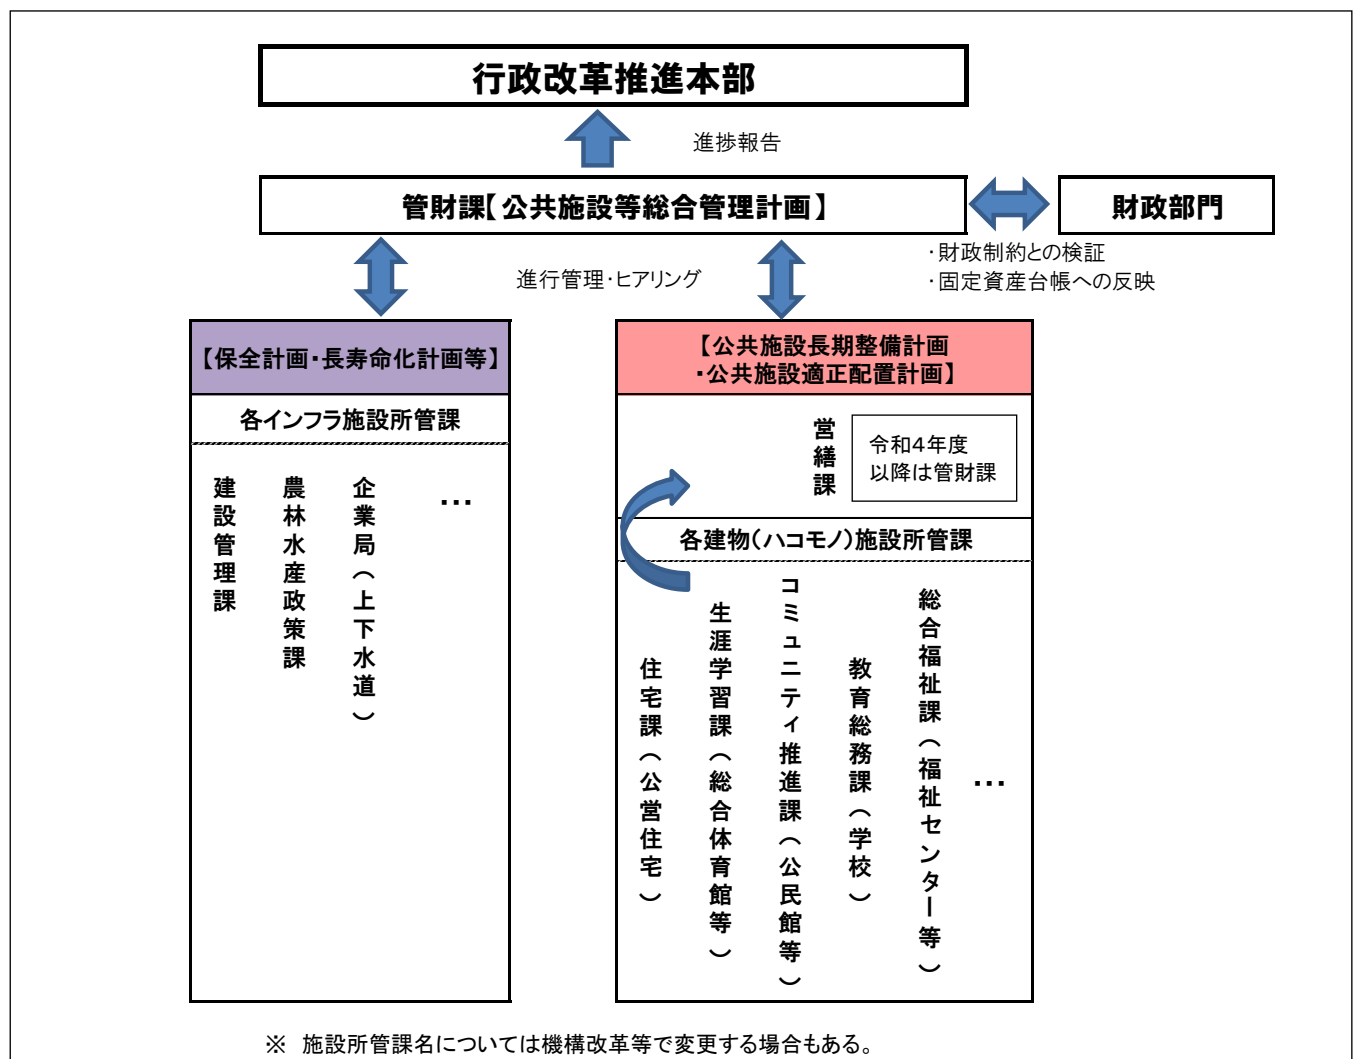 行政改革推進本部
進捗報告
管財課【公共施設等総合管理計画】
財政部門
・財政制約との検証
・固定資産台帳への反映
進行管理・ヒアリング
【保全計画・長寿命化計画等】
各インフラ施設所管課
建設管理課
農林水産政策課
企業局（上下水道）
…
【公共施設長期整備計画
・公共施設適正配置計画】
営繕課
令和4年度
以降は管財課
各建物（ハコモノ）施設所管課
住宅課（公営住宅）
生涯学習課（総合体育館等）
コミュニティ推進課（公民館等）
教育総務課（学校）
総合福祉課（福祉センター等）
…
※ 施設所管課名については機構改革等で変更する場合もある。